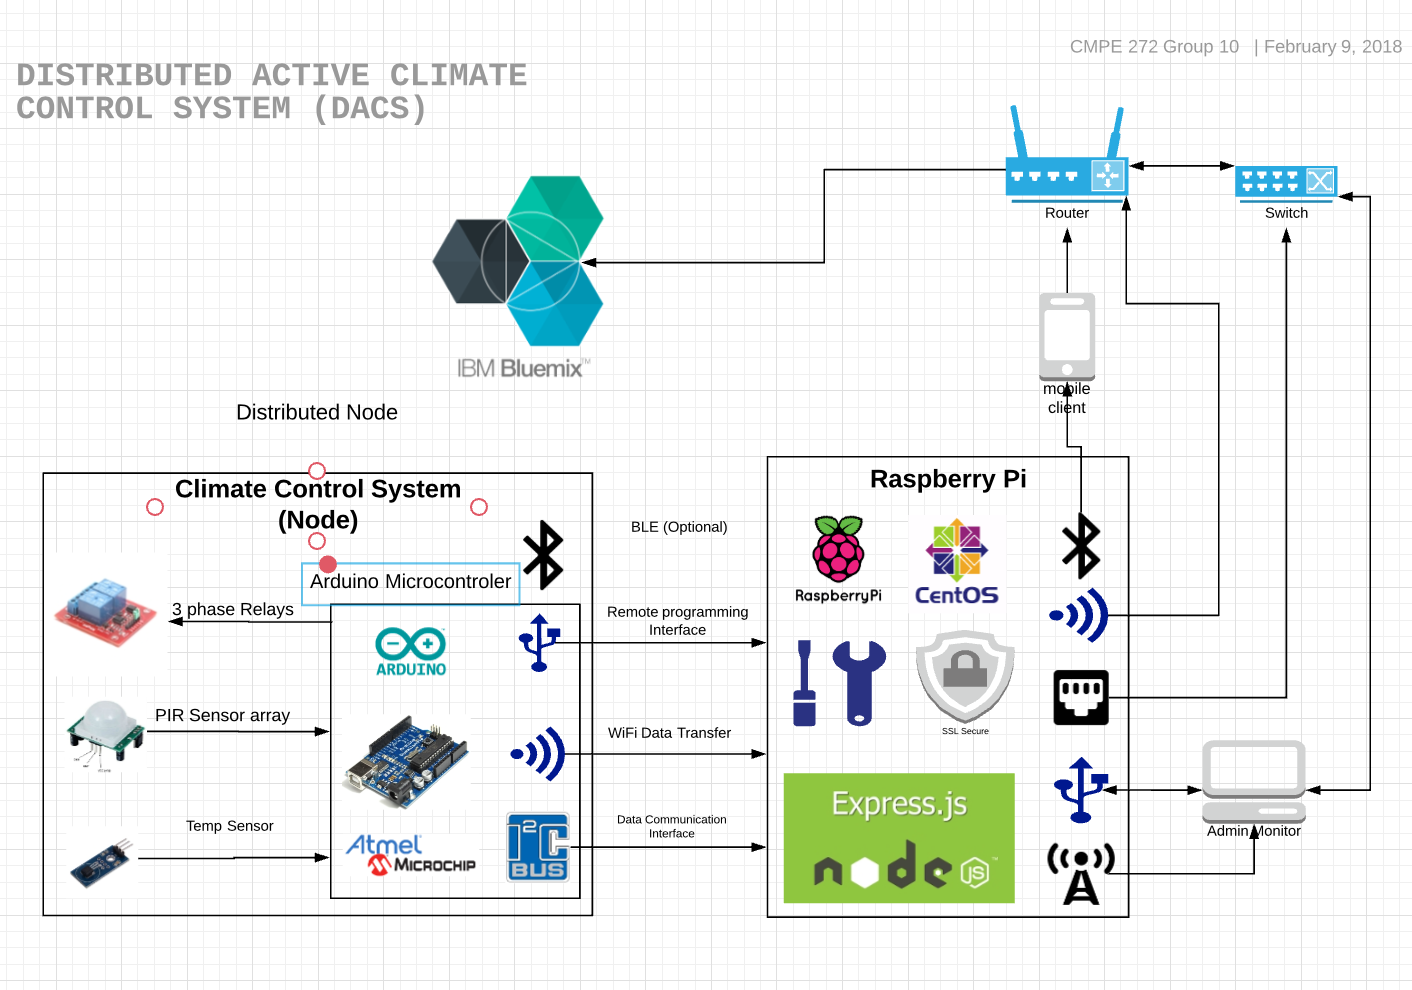 CMPE 272 Group 10 | February 9, 2018
DISTRIBUTED ACTIVE CLIMATE
CONTROL SYSTEM (DACS)
Router
Switch
IBM Bluemix™
mobile
client
Distributed Node
Climate Control System
(Node)
Raspberry Pi
BLE (Optional)
Arduino Microcontroler
RaspberryPi
CentOS
3 phase Relays
Remote programming
Interface
ARDUINO
PIR Sensor array
WiFi Data Transfer
SSL Secure
Temp Sensor
Data Communication
Interface
Express.js
Admin Monitor
Atmel
MICROCHIP
I²C
BUS
node
JS™